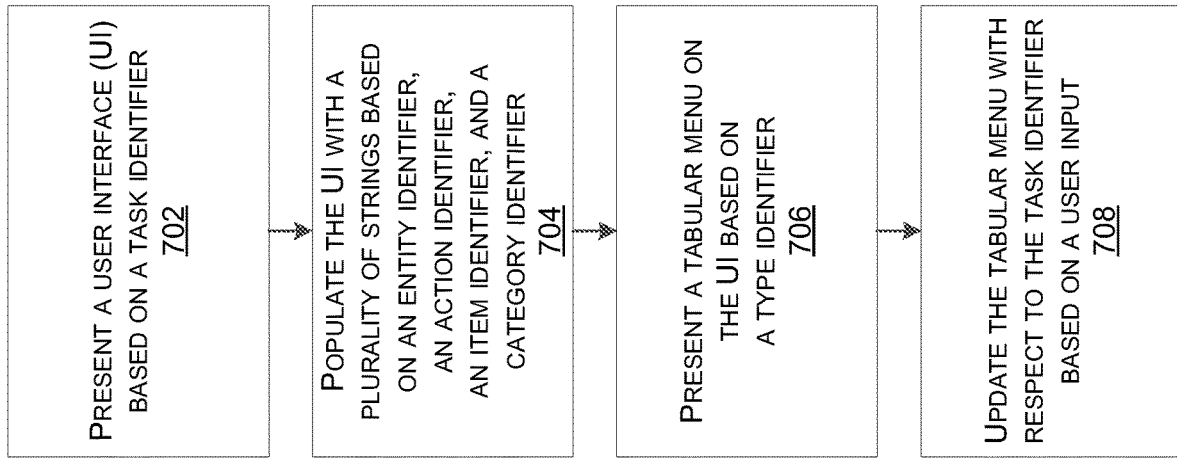 PRESENT A USER INTERFACE (UI)
BASED ON A TASK IDENTIFIER
702
POPULATE THE UI WITH A
PLURALITY OF STRINGS BASED
ON AN ENTITY IDENTIFIER,
AN ACTION IDENTIFIER,
AN ITEM IDENTIFIER, AND A
CATEGORY IDENTIFIER
704
PRESENT A TABULAR MENU ON
THE UI BASED ON
A TYPE IDENTIFIER
706
UPDATE THE TABULAR MENU WITH
RESPECT TO THE TASK IDENTIFIER
BASED ON A USER INPUT
708